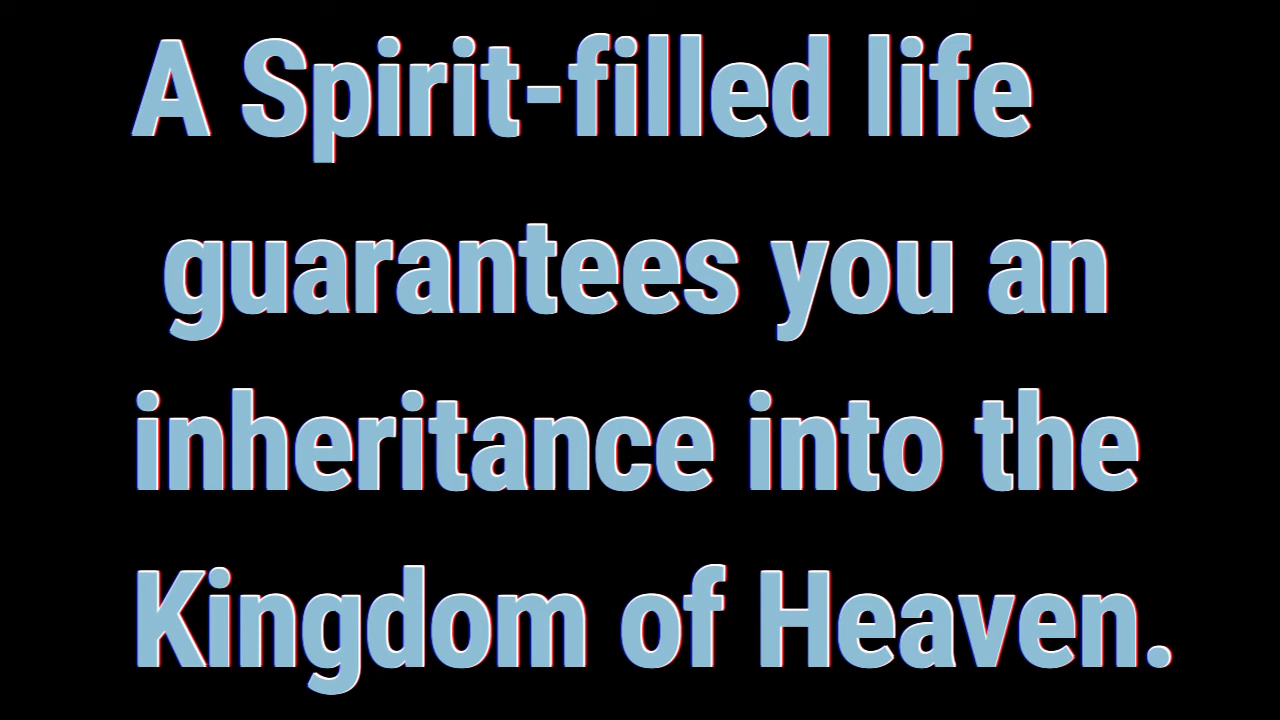 A Spirit-filled life
guarantees you an
inheritance into the
Kingdom of Heaven.